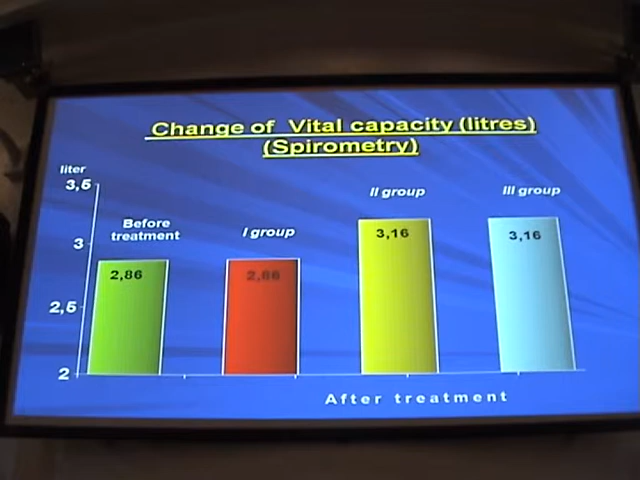 Change of Vital capacity (litres)
(Spirometry)
liter
3,5
3
2,5
2
Before
treatment
I group
II group
III group
2,86
2,86
3,16
3,16
After treatment